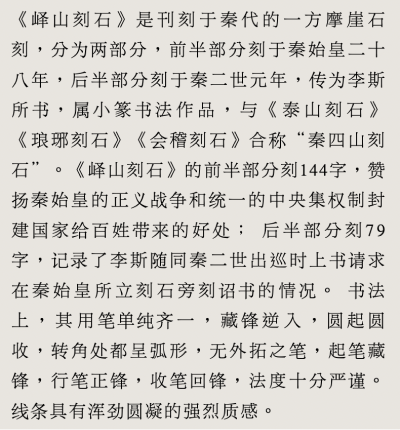 《峄山刻石》是刊刻于秦代的一方摩崖石
刻，分为两部分，前半部分刻于秦始皇二十
八年，后半部分刻于秦二世元年，传为李斯
所书，属小篆书法作品，与《泰山刻石》
《琅琊刻石》《会稽刻石》合称“秦四山刻
石”。《峄山刻石》的前半部分刻144字，赞
扬秦始皇的正义战争和统一的中央集权制封
建国家给百姓带来的好处； 后半部分刻79
字，记录了李斯随同秦二世出巡时上书请求
在秦始皇所立刻石旁刻诏书的情况。 书法
上，其用笔单纯齐一，藏锋逆入，圆起圆
收，转角处都呈弧形，无外拓之笔，起笔藏
锋，行笔正锋，收笔回锋，法度十分严谨。
线条具有浑劲圆凝的强烈质感。